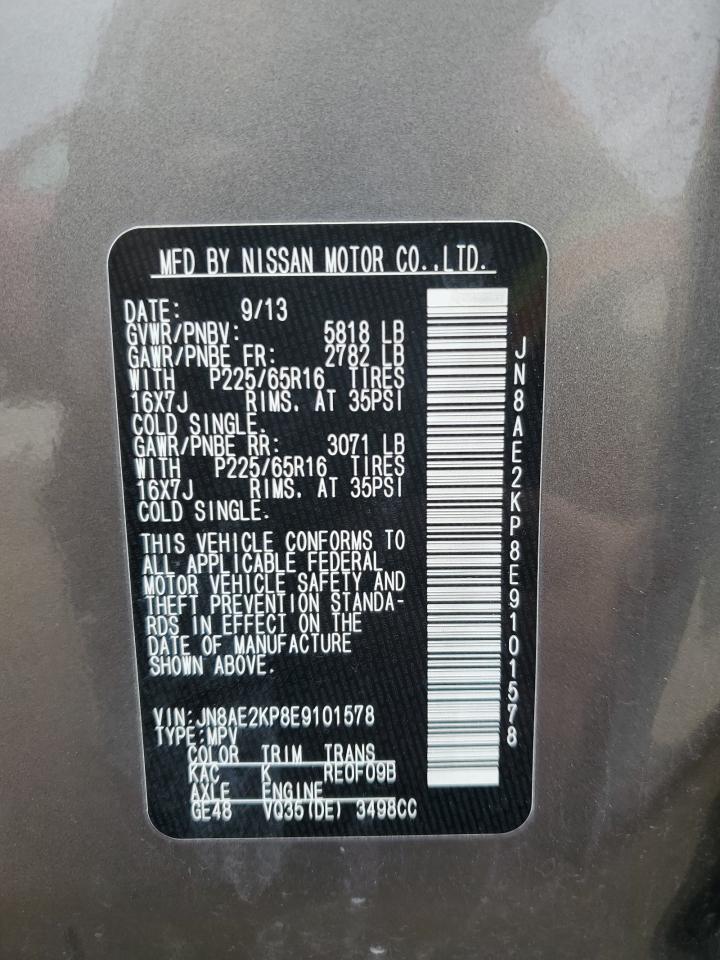 MFD BY NISSAN MOTOR CO.,LTD.
DATE: 9/13
GVWR/PNBV: 5818 LB
GAWR/PNBE FR: 2782 LB
WITH P225/65R16 TIRES
16X7J RIMS. AT 35PSI
COLD SINGLE.
GAWR/PNBE RR: 3071 LB
WITH P225/65R16 TIRES
16X7J RIMS. AT 35PSI
COLD SINGLE.
THIS VEHICLE CONFORMS TO
ALL APPLICABLE FEDERAL
MOTOR VEHICLE SAFETY AND
THEFT PREVENTION STANDA-
RDS IN EFFECT ON THE
DATE OF MANUFACTURE
SHOWN ABOVE.
VIN:JN8AE2KP8E9101578
TYPE:MPV
COLOR TRIM TRANS
KAC K RE0F09B
AXLE ENGINE
GE48 VQ35(DE) 3498CC
JN8AE2KP8E9101578